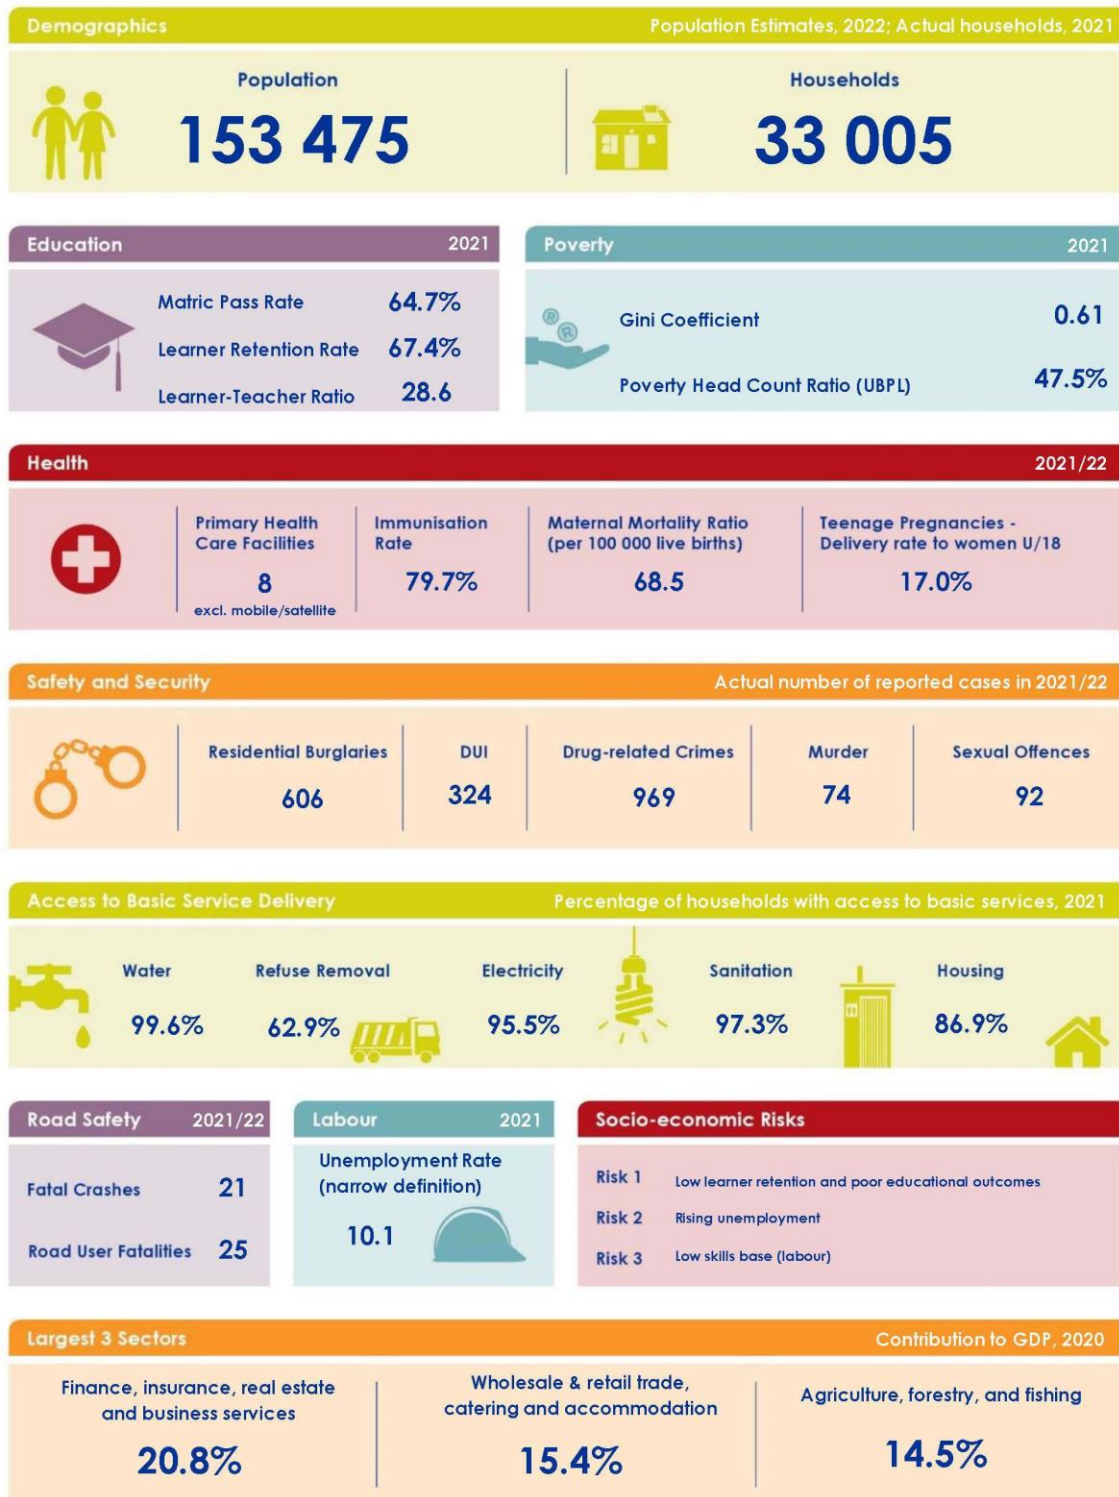 Demographics
Population Estimates, 2022; Actual households, 2021
Population
153 475
Households
33 005
Education
2021
Matric Pass Rate 64.7%
Learner Retention Rate 67.4%
Learner-Teacher Ratio 28.6
Poverty
2021
Gini Coefficient 0.61
Poverty Head Count Ratio (UBPL) 47.5%
Health
2021/22
Primary Health
Care Facilities
8
excl. mobile/satellite
Immunisation
Rate
79.7%
Maternal Mortality Ratio
(per 100 000 live births)
68.5
Teenage Pregnancies -
Delivery rate to women U/18
17.0%
Safety and Security
Actual number of reported cases in 2021/22
Residential Burglaries
606
DUI
324
Drug-related Crimes
969
Murder
74
Sexual Offences
92
Access to Basic Service Delivery
Percentage of households with access to basic services, 2021
Water
99.6%
Refuse Removal
62.9%
Electricity
95.5%
Sanitation
97.3%
Housing
86.9%
Road Safety
2021/22
Fatal Crashes 21
Road User Fatalities 25
Labour
2021
Unemployment Rate
(narrow definition)
10.1
Socio-economic Risks
Risk 1 Low learner retention and poor educational outcomes
Risk 2 Rising unemployment
Risk 3 Low skills base (labour)
Largest 3 Sectors
Contribution to GDP, 2020
Finance, insurance, real estate
and business services
20.8%
Wholesale & retail trade,
catering and accommodation
15.4%
Agriculture, forestry, and fishing
14.5%